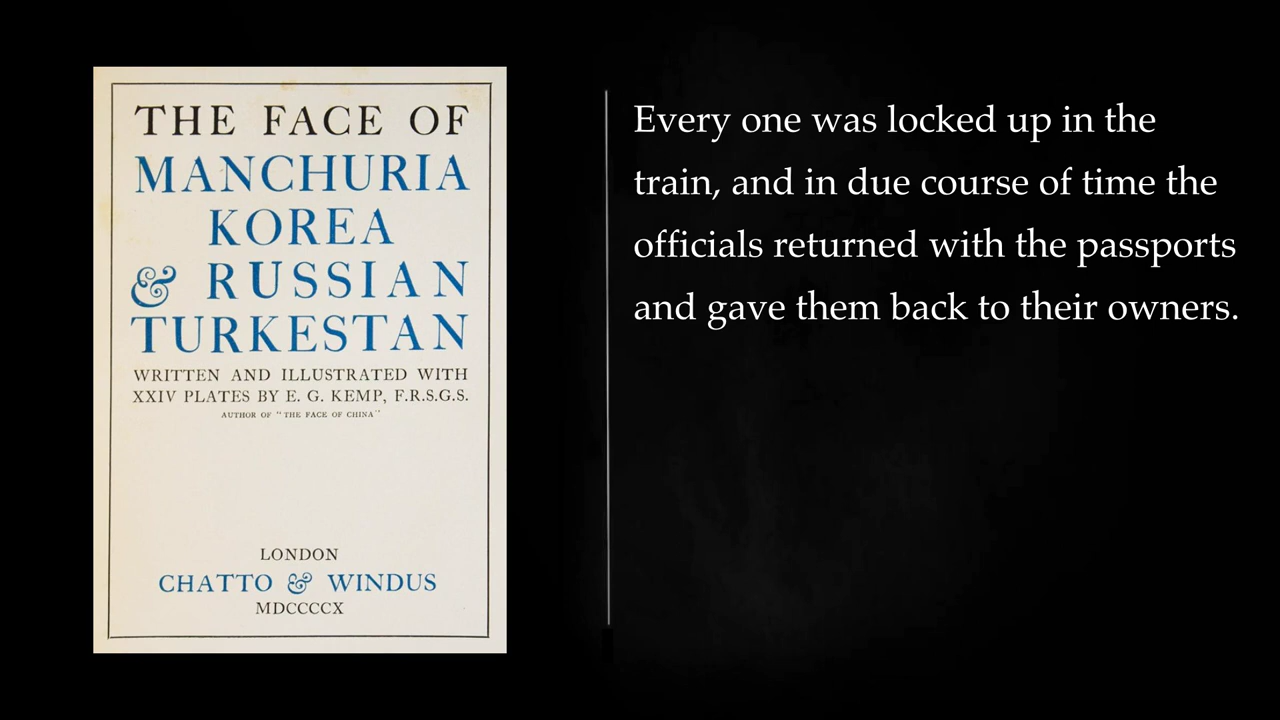 THE FACE OF
MANCHURIA
KOREA
& RUSSIAN
TURKESTAN
WRITTEN AND ILLUSTRATED WITH
XXIV PLATES BY E. G. KEMP, F.R.S.G.S.
AUTHOR OF "THE FACE OF CHINA"
LONDON
CHATTO & WINDUS
MDCCCCX
Every one was locked up in the
train, and in due course of time the
officials returned with the passports
and gave them back to their owners.